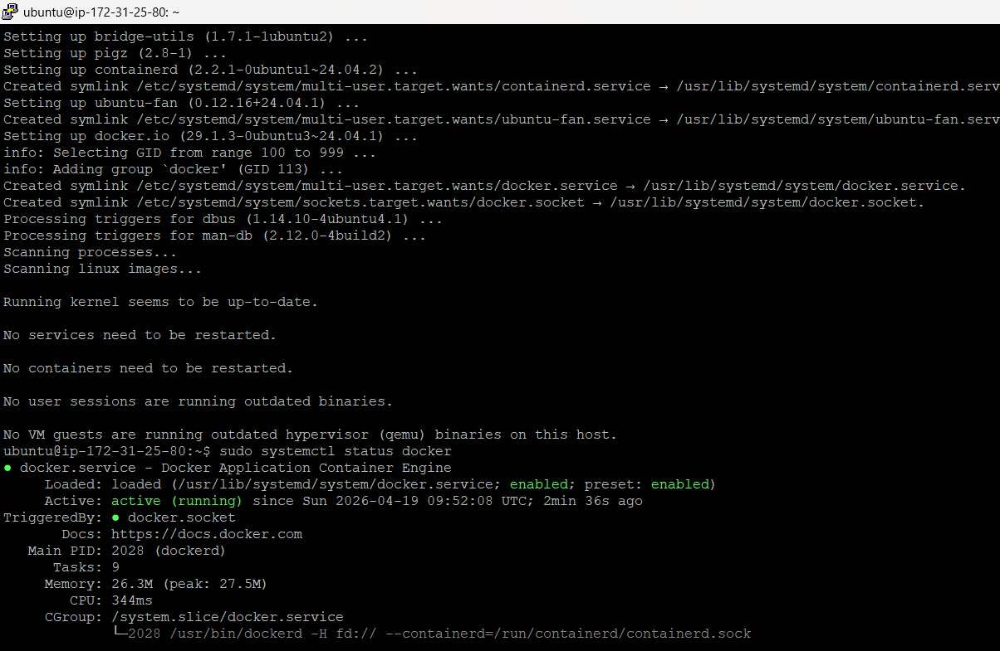 ubuntu@ip-172-31-25-80: ~
Setting up bridge-utils (1.7.1-1ubuntu2) ...
Setting up pigz (2.8-1) ...
Setting up containerd (2.2.1-0ubuntu1~24.04.2) ...
Created symlink /etc/systemd/system/multi-user.target.wants/containerd.service → /usr/lib/systemd/system/containerd.serv
Setting up ubuntu-fan (0.12.16+24.04.1) ...
Created symlink /etc/systemd/system/multi-user.target.wants/ubuntu-fan.service → /usr/lib/systemd/system/ubuntu-fan.serv
Setting up docker.io (29.1.3-0ubuntu3~24.04.1) ...
info: Selecting GID from range 100 to 999 ...
info: Adding group `docker' (GID 113) ...
Created symlink /etc/systemd/system/multi-user.target.wants/docker.service → /usr/lib/systemd/system/docker.service.
Created symlink /etc/systemd/system/sockets.target.wants/docker.socket → /usr/lib/systemd/system/docker.socket.
Processing triggers for dbus (1.14.10-4ubuntu4.1) ...
Processing triggers for man-db (2.12.0-4build2) ...
Scanning processes...
Scanning linux images...
Running kernel seems to be up-to-date.
No services need to be restarted.
No containers need to be restarted.
No user sessions are running outdated binaries.
No VM guests are running outdated hypervisor (qemu) binaries on this host.
ubuntu@ip-172-31-25-80:~$ sudo systemctl status docker
● docker.service - Docker Application Container Engine
     Loaded: loaded (/usr/lib/systemd/system/docker.service; enabled; preset: enabled)
     Active: active (running) since Sun 2026-04-19 09:52:08 UTC; 2min 36s ago
TriggeredBy: ● docker.socket
       Docs: https://docs.docker.com
   Main PID: 2028 (dockerd)
      Tasks: 9
     Memory: 26.3M (peak: 27.5M)
        CPU: 344ms
     CGroup: /system.slice/docker.service
             └─2028 /usr/bin/dockerd -H fd:// --containerd=/run/containerd/containerd.sock